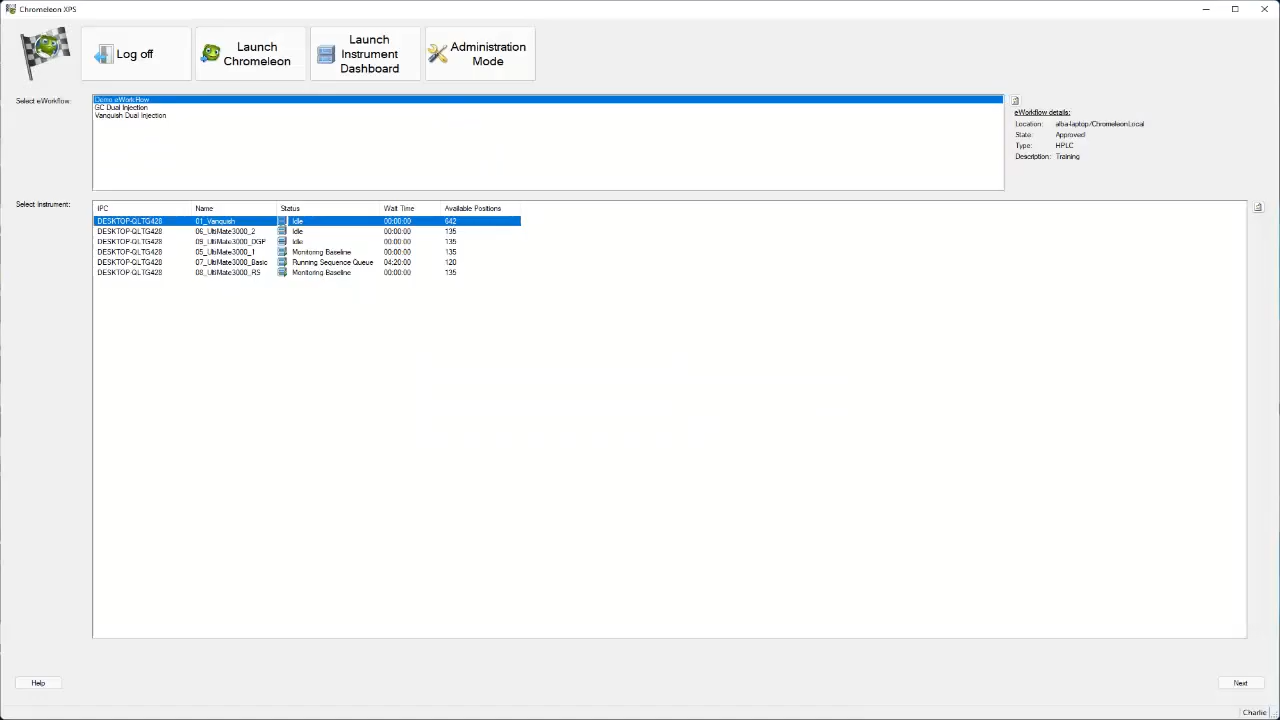 Chromeleon XPS
Log off
Launch
Chromeleon
Launch
Instrument
Dashboard
Administration
Mode
Select eWorkflow:
Demo eWorkFlow
GC Dual Injection
Vanquish Dual Injection
eWorkflow details:
Location: alba-laptop/ChromeleonLocal
State: Approved
Type: HPLC
Description: Training
Select Instrument:
IPC Name Status Wait Time Available Positions
DESKTOP-QLTG428 01_Vanquish Idle 00:00:00 642
DESKTOP-QLTG428 06_UltiMate3000_2 Idle 00:00:00 135
DESKTOP-QLTG428 09_UltiMate3000_DGP Idle 00:00:00 135
DESKTOP-QLTG428 05_UltiMate3000_1 Monitoring Baseline 00:00:00 135
DESKTOP-QLTG428 07_UltiMate3000_Basic Running Sequence Queue 04:20:00 120
DESKTOP-QLTG428 08_UltiMate3000_RS Monitoring Baseline 00:00:00 135
Help
Next
Charlie